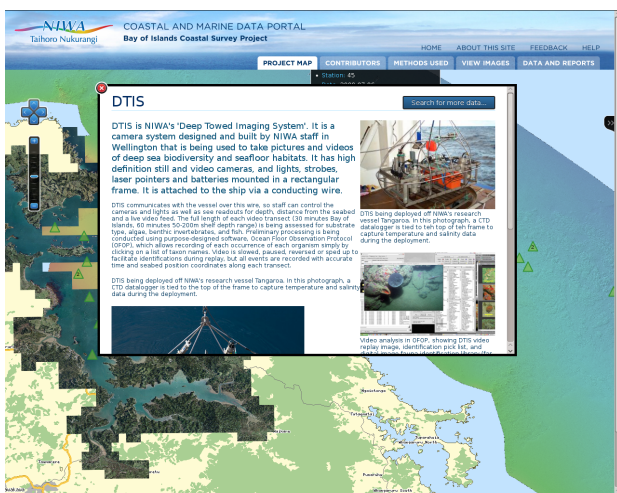 NIWA
Taihoro Nukurangi
COASTAL AND MARINE DATA PORTAL
Bay of Islands Coastal Survey Project
HOME ABOUT THIS SITE FEEDBACK HELP
PROJECT MAP CONTRIBUTORS METHODS USED VIEW IMAGES DATA AND REPORTS
Station: 45
DTIS
Search for more data...
DTIS is NIWA's 'Deep Towed Imaging System'. It is a
camera system designed and built by NIWA staff in
Wellington that is being used to take pictures and videos
of deep sea biodiversity and seafloor habitats. It has high
definition still and video cameras, and lights, strobes,
laser pointers and batteries mounted in a rectangular
frame. It is attached to the ship via a conducting wire.
DTIS communicates with the vessel over this wire, so staff can control the
cameras and lights as well as see readouts for depth, distance from the seabed
and a live video feed. The full length of each video transect (30 minutes Bay of
Islands, 60 minutes 50-200m shelf depth range) is being assessed for substrate
type, algae, benthic invertebrates, and fish. Preliminary processing is being
conducted using purpose-designed software, Ocean Floor Observation Protocol
(OFOP), which allows recording of each occurrence of each organism simply by
clicking on a list of taxon names. Video is slowed, paused, reversed or sped up to
facilitate identifications during replay, but all events are recorded with accurate
time and seabed position coordinates along each transect.
DTIS being deployed off NIWA's research vessel Tangaroa. In this photograph, a
CTD datalogger is tied to the top of the frame to capture temperature and salinity
data during the deployment.
DTIS being deployed off NIWA's research
vessel Tangaroa. In this photograph, a CTD
datalogger is tied to teh top of teh frame to
capture temperature and salinity data
during the deployment.
Video analysis in OFOP, showing DTIS video
replay image, identification pick list, and
digital image fauna identification library (far